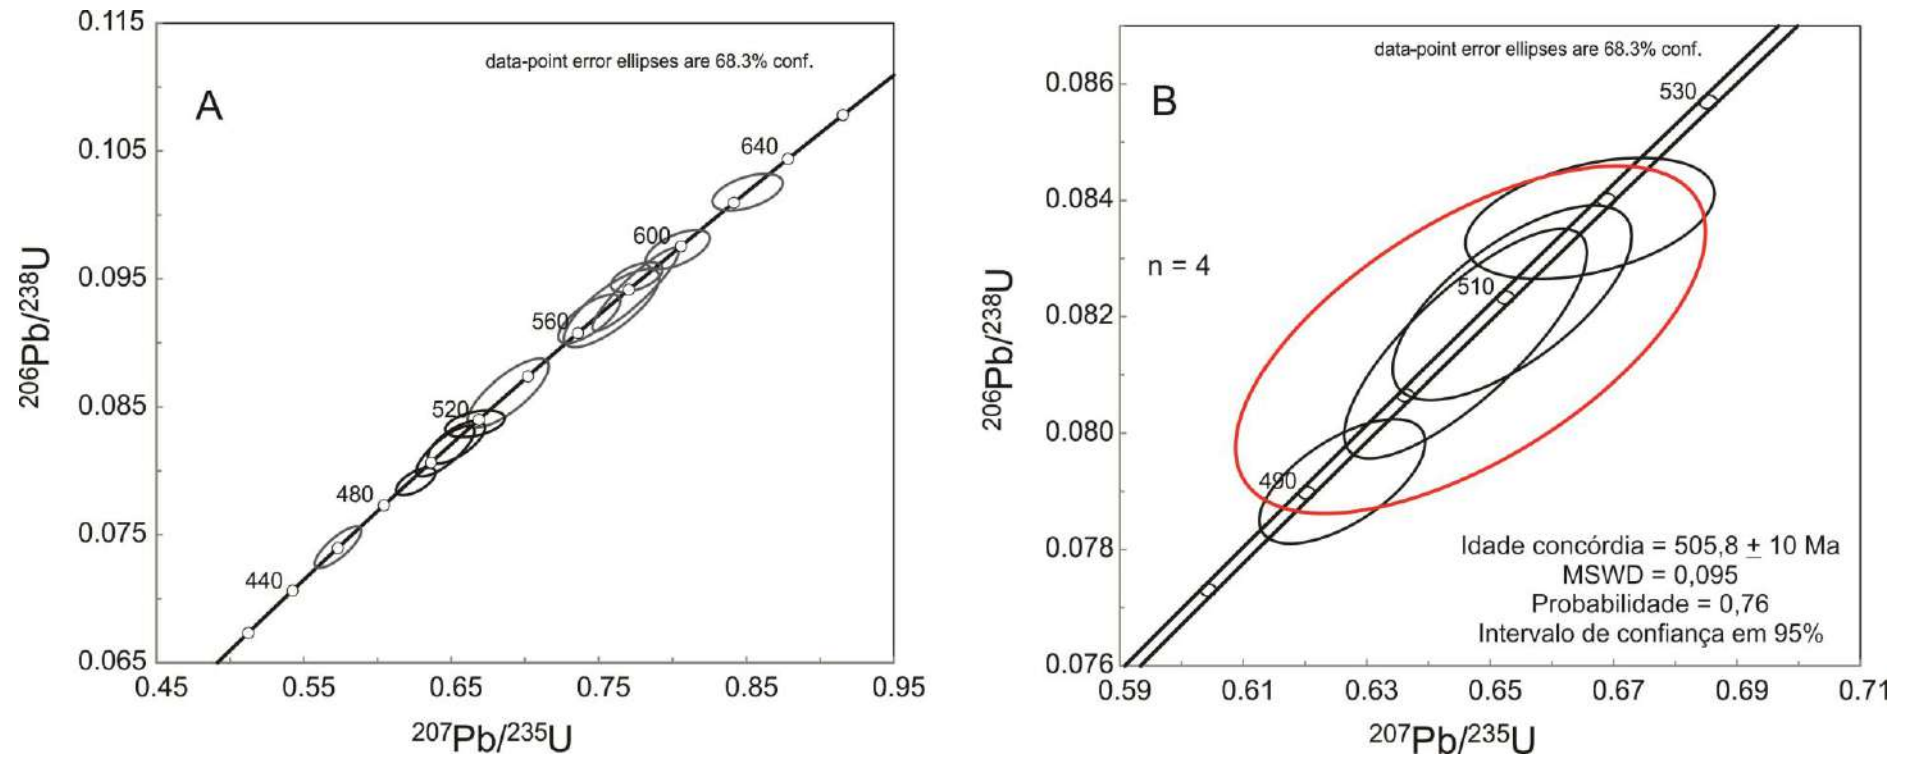 0.115
0.105
0.095
0.085
0.075
0.065
206Pb/238U
data-point error ellipses are 68.3% conf.
A
640
600
560
520
480
440
0.45 0.55 0.65 0.75 0.85 0.95
207Pb/235U
0.086
0.084
0.082
0.080
0.078
0.076
206Pb/238U
data-point error ellipses are 68.3% conf.
B
530
n = 4
510
490
Idade concórdia = 505,8 ± 10 Ma
MSWD = 0,095
Probabilidade = 0,76
Intervalo de confiança em 95%
0.59 0.61 0.63 0.65 0.67 0.69 0.71
207Pb/235U